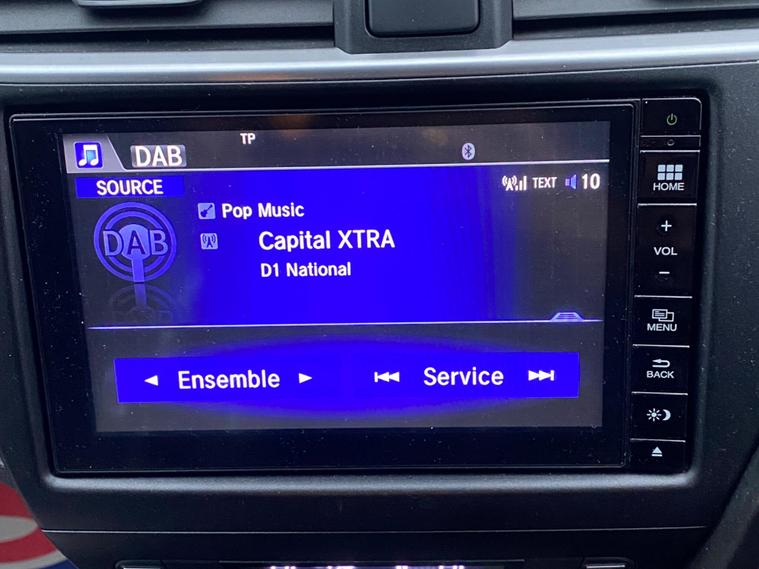 TP
DAB
SOURCE
TEXT 10
Pop Music
DAB
Capital XTRA
D1 National
Ensemble
Service
HOME
+
VOL
−
MENU
BACK